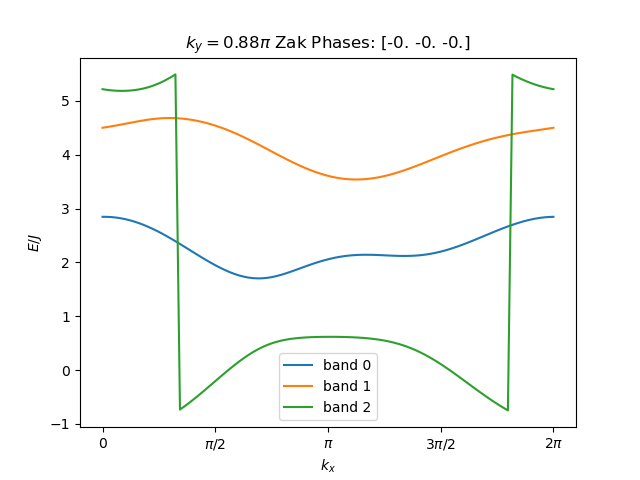 k_y = 0.88π Zak Phases: [-0. -0. -0.]
5
4
3
2
1
0
−1
E/J
band 0
band 1
band 2
0 π/2 π 3π/2 2π
k_x